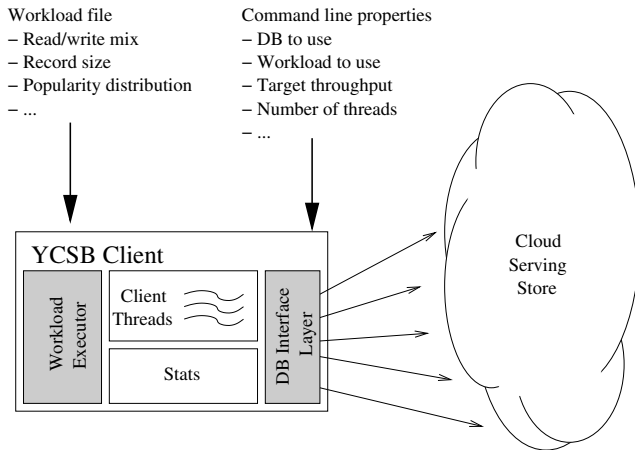 Workload file
− Read/write mix
− Record size
− Popularity distribution
− ...
Command line properties
− DB to use
− Workload to use
− Target throughput
− Number of threads
− ...
YCSB Client
Workload
Executor
Client
Threads
Stats
DB Interface
Layer
Cloud
Serving
Store